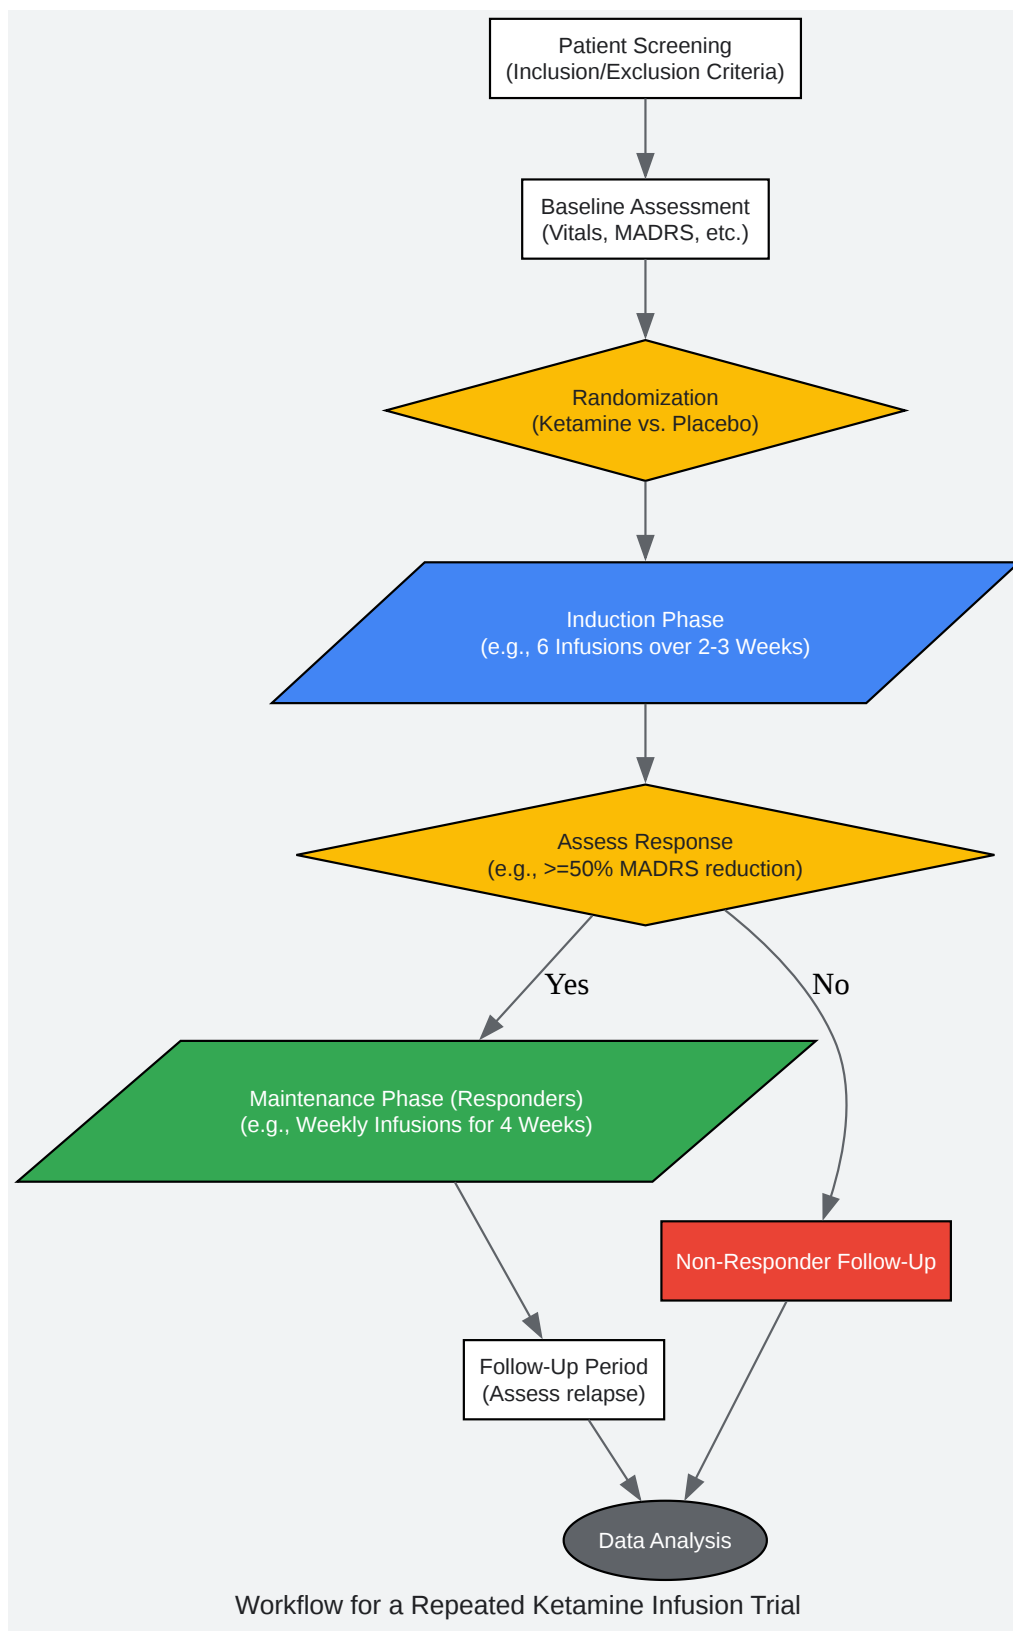 Patient Screening
(Inclusion/Exclusion Criteria)
Baseline Assessment
(Vitals, MADRS, etc.)
Randomization
(Ketamine vs. Placebo)
Induction Phase
(e.g., 6 Infusions over 2-3 Weeks)
Assess Response
(e.g., >=50% MADRS reduction)
Yes
No
Maintenance Phase (Responders)
(e.g., Weekly Infusions for 4 Weeks)
Non-Responder Follow-Up
Follow-Up Period
(Assess relapse)
Data Analysis
Workflow for a Repeated Ketamine Infusion Trial